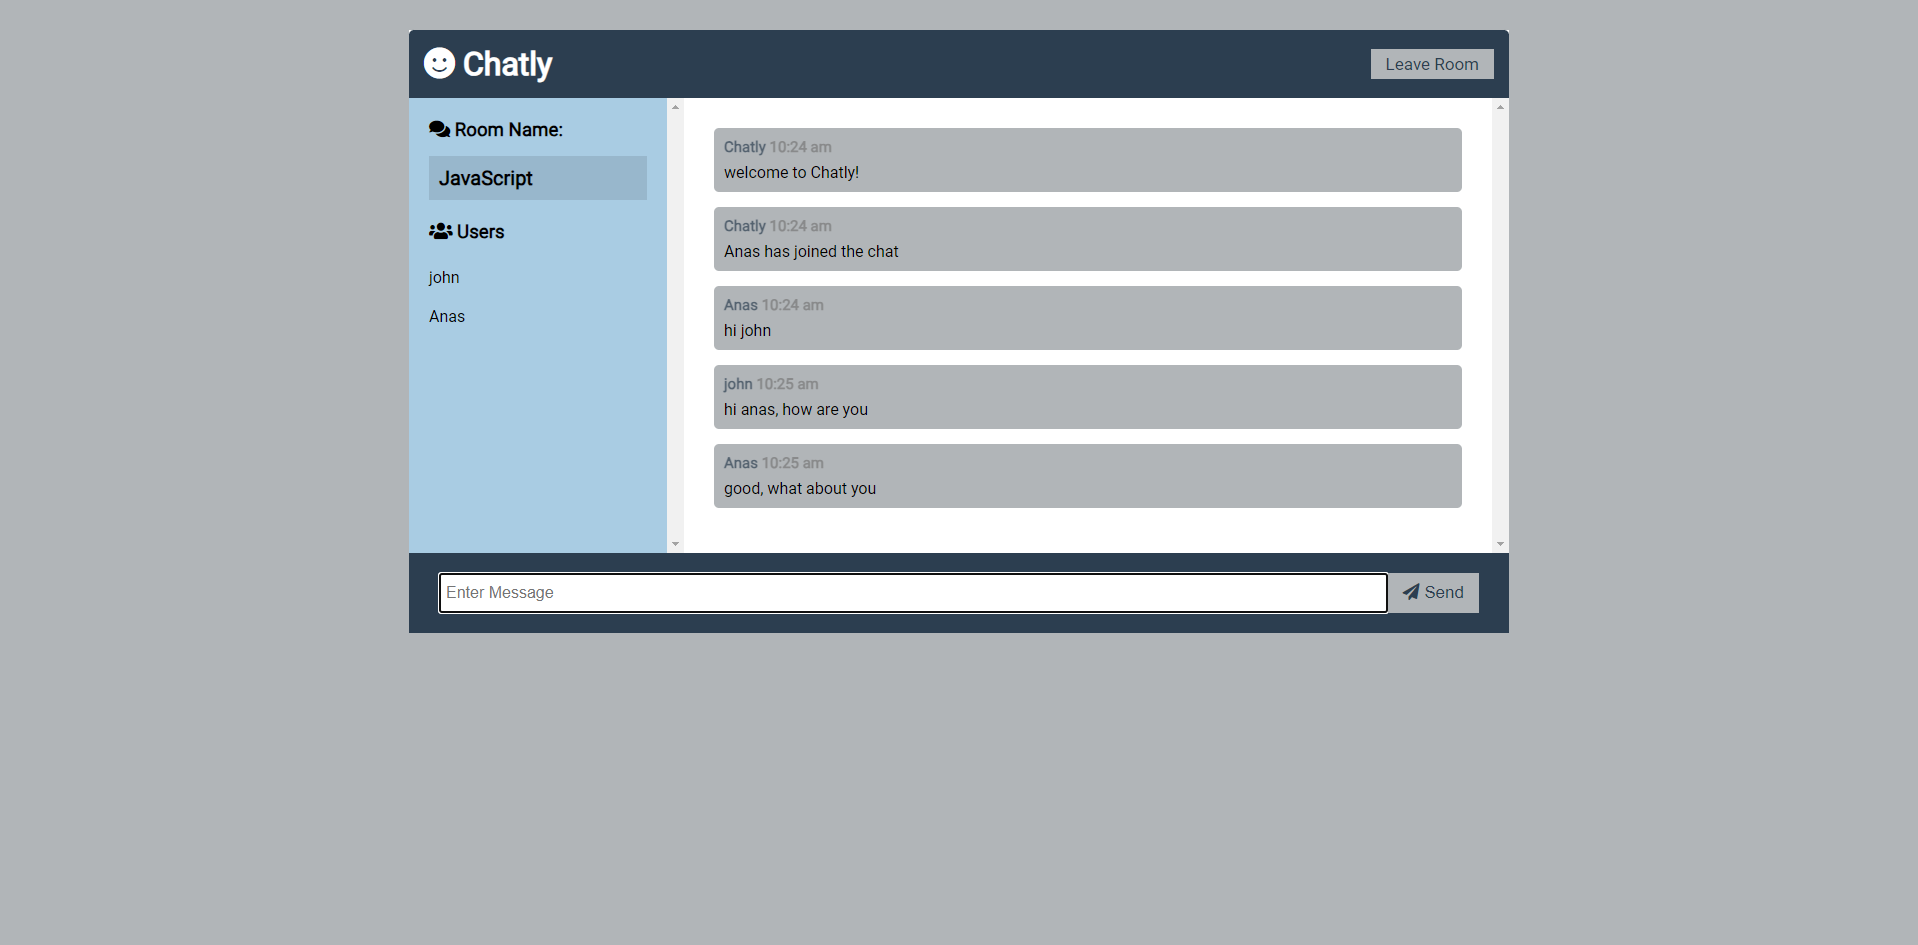 Chatly
Leave Room
Room Name:
JavaScript
Users
john
Anas
Chatly 10:24 am
welcome to Chatly!
Chatly 10:24 am
Anas has joined the chat
Anas 10:24 am
hi john
john 10:25 am
hi anas, how are you
Anas 10:25 am
good, what about you
Enter Message
Send